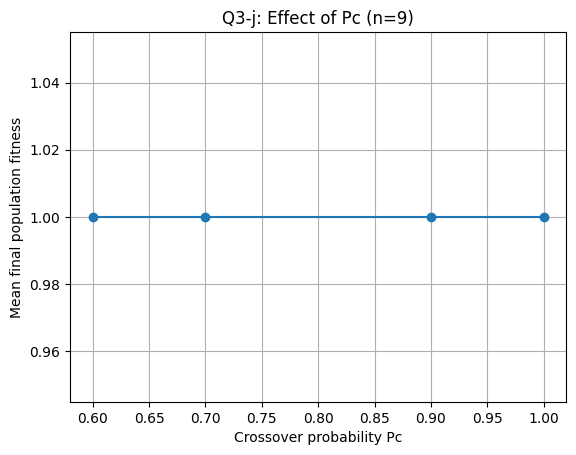 Q3-j: Effect of Pc (n=9)
Mean final population fitness
1.04
1.02
1.00
0.98
0.96
0.60 0.65 0.70 0.75 0.80 0.85 0.90 0.95 1.00
Crossover probability Pc